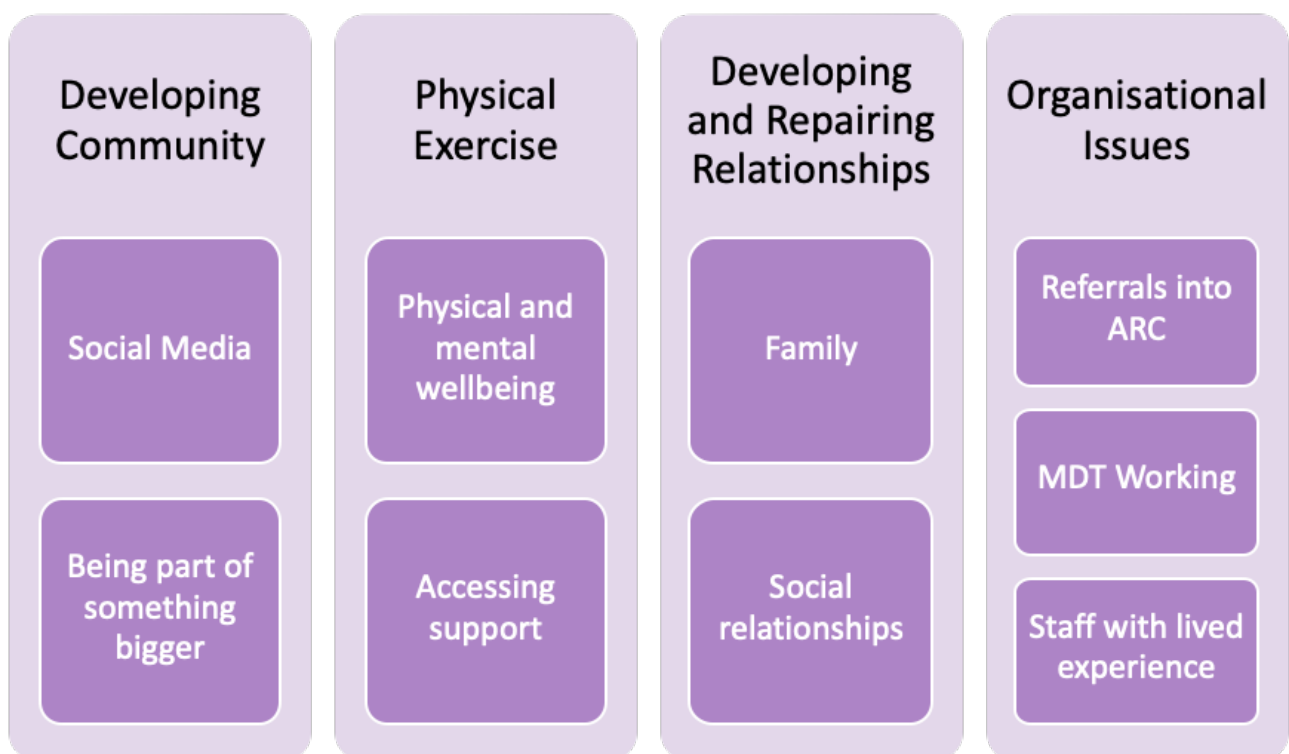 Developing
Community
Social Media
Being part of
something
bigger
Physical
Exercise
Physical and
mental
wellbeing
Accessing
support
Developing
and Repairing
Relationships
Family
Social
relationships
Organisational
Issues
Referrals into
ARC
MDT Working
Staff with lived
experience